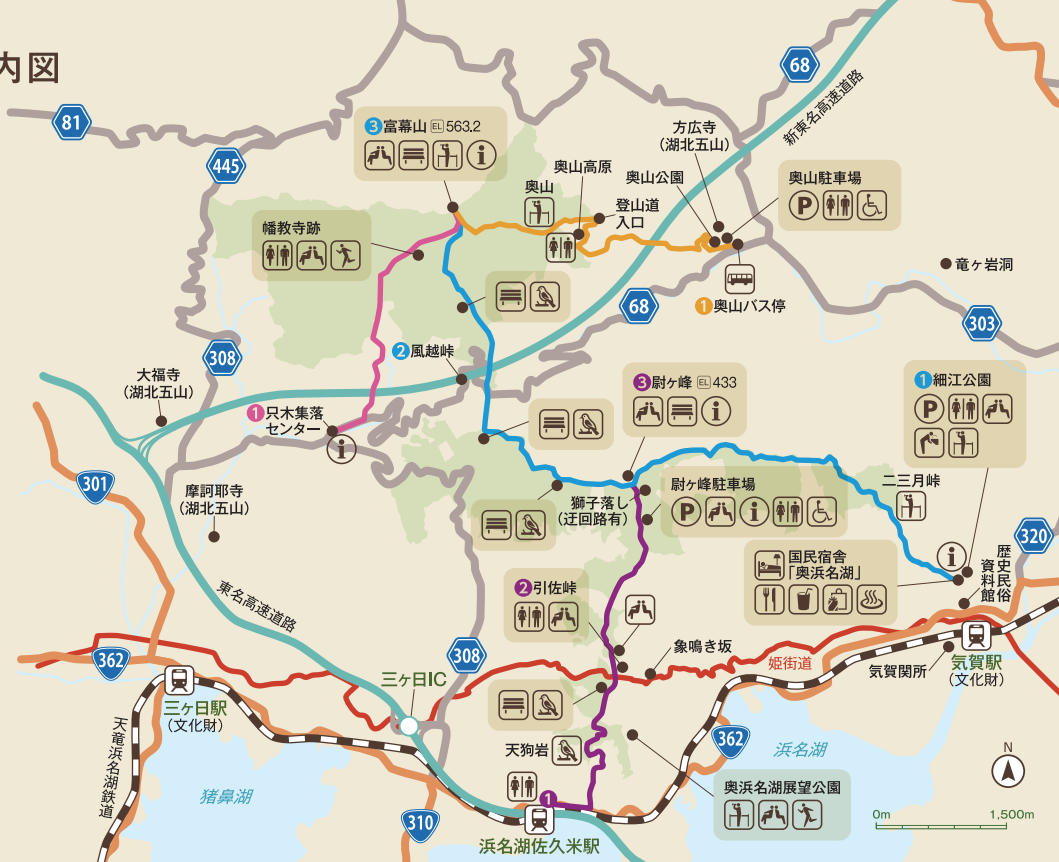 内図
68
81
445
新東名高速道路
3富幕山 EL 563.2
i
方広寺
(湖北五山)
奥山高原
奥山公園
奥山駐車場
P
奥山
登山道
入口
幡教寺跡
竜ヶ岩洞
1奥山バス停
68
303
308
2風越峠
大福寺
(湖北五山)
1只木集落
センター
i
3尉ヶ峰 EL 433
i
1細江公園
P
301
摩訶耶寺
(湖北五山)
獅子落し
(迂回路有)
尉ヶ峰駐車場
P
i
二三月峠
320
i
歴史民俗
資料館
国民宿舎
「奥浜名湖」
東名高速道路
2引佐峠
362
308
象鳴き坂
姫街道
気賀関所
気賀駅
(文化財)
三ヶ日IC
三ヶ日駅
(文化財)
天竜浜名湖鉄道
猪鼻湖
天狗岩
362
浜名湖
N
奥浜名湖展望公園
0m
1,500m
310
1
浜名湖佐久米駅